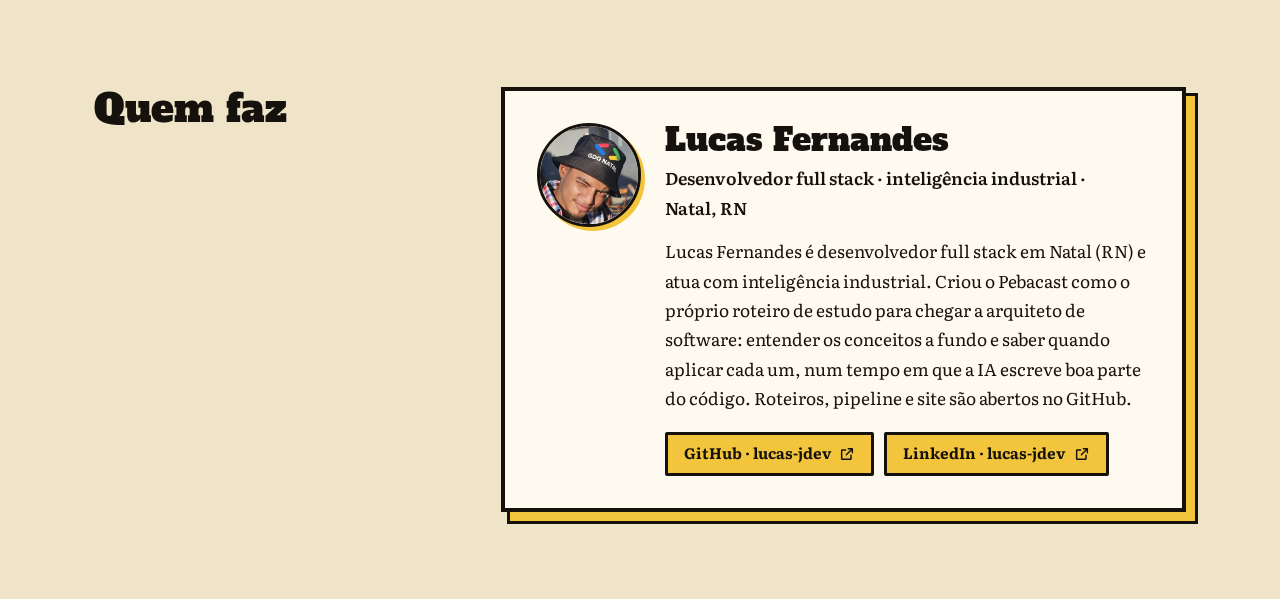 Quem faz
GDG NATAL
Lucas Fernandes
Desenvolvedor full stack · inteligência industrial ·
Natal, RN
Lucas Fernandes é desenvolvedor full stack em Natal (RN) e
atua com inteligência industrial. Criou o Pebacast como o
próprio roteiro de estudo para chegar a arquiteto de
software: entender os conceitos a fundo e saber quando
aplicar cada um, num tempo em que a IA escreve boa parte
do código. Roteiros, pipeline e site são abertos no GitHub.
GitHub · lucas-jdev
LinkedIn · lucas-jdev